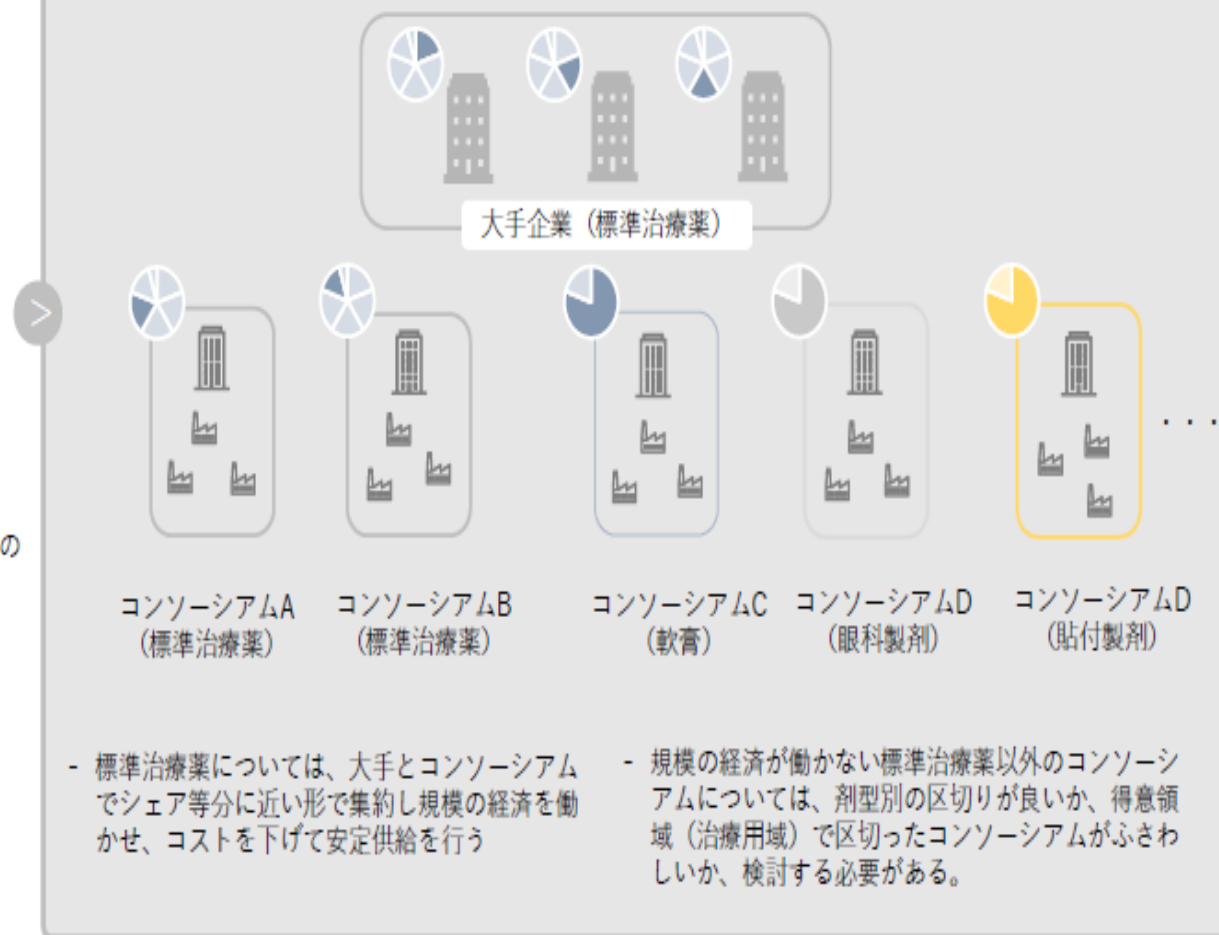 大手企業（標準治療薬）
>
の
コンソーシアムA
（標準治療薬）
コンソーシアムB
（標準治療薬）
コンソーシアムC
（軟膏）
コンソーシアムD
（眼科製剤）
コンソーシアムD
（貼付製剤）
・・・
- 標準治療薬については、大手とコンソーシアム
でシェア等分に近い形で集約し規模の経済を働
かせ、コストを下げて安定供給を行う
- 規模の経済が働かない標準治療薬以外のコンソーシ
アムについては、剤型別の区切りが良いか、得意領
域（治療用域）で区切ったコンソーシアムがふさわ
しいか、検討する必要がある。